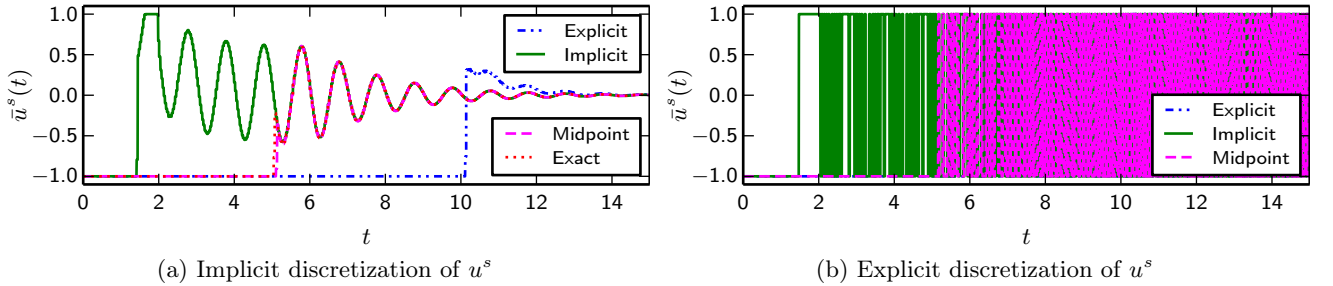 1.0
0.5
0.0
−0.5
−1.0
ū^s(t)
0 2 4 6 8 10 12 14
t
Explicit
Implicit
Midpoint
Exact
(a) Implicit discretization of u^s
1.0
0.5
0.0
−0.5
−1.0
ū^s(t)
0 2 4 6 8 10 12 14
t
Explicit
Implicit
Midpoint
(b) Explicit discretization of u^s